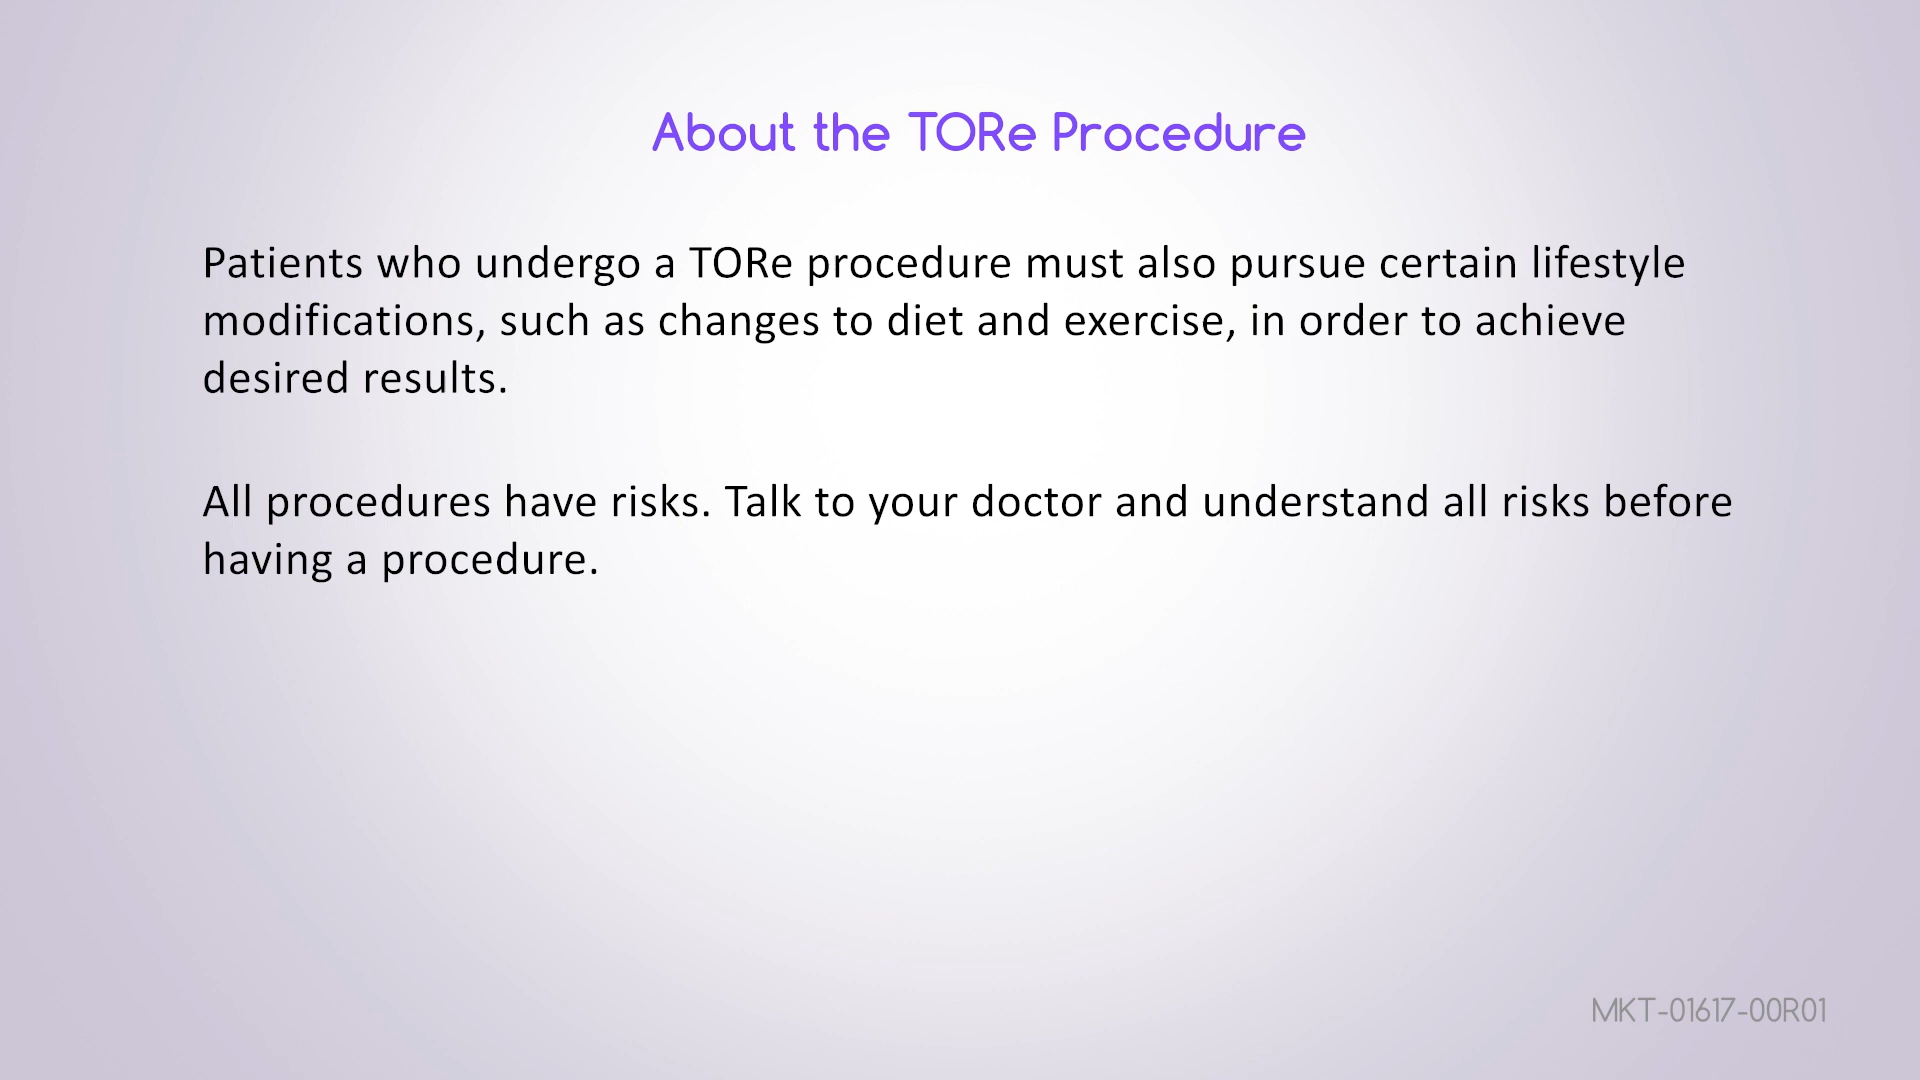 About the TORe Procedure
Patients who undergo a TORe procedure must also pursue certain lifestyle
modifications, such as changes to diet and exercise, in order to achieve
desired results.
All procedures have risks. Talk to your doctor and understand all risks before
having a procedure.
MKT-01617-00R01